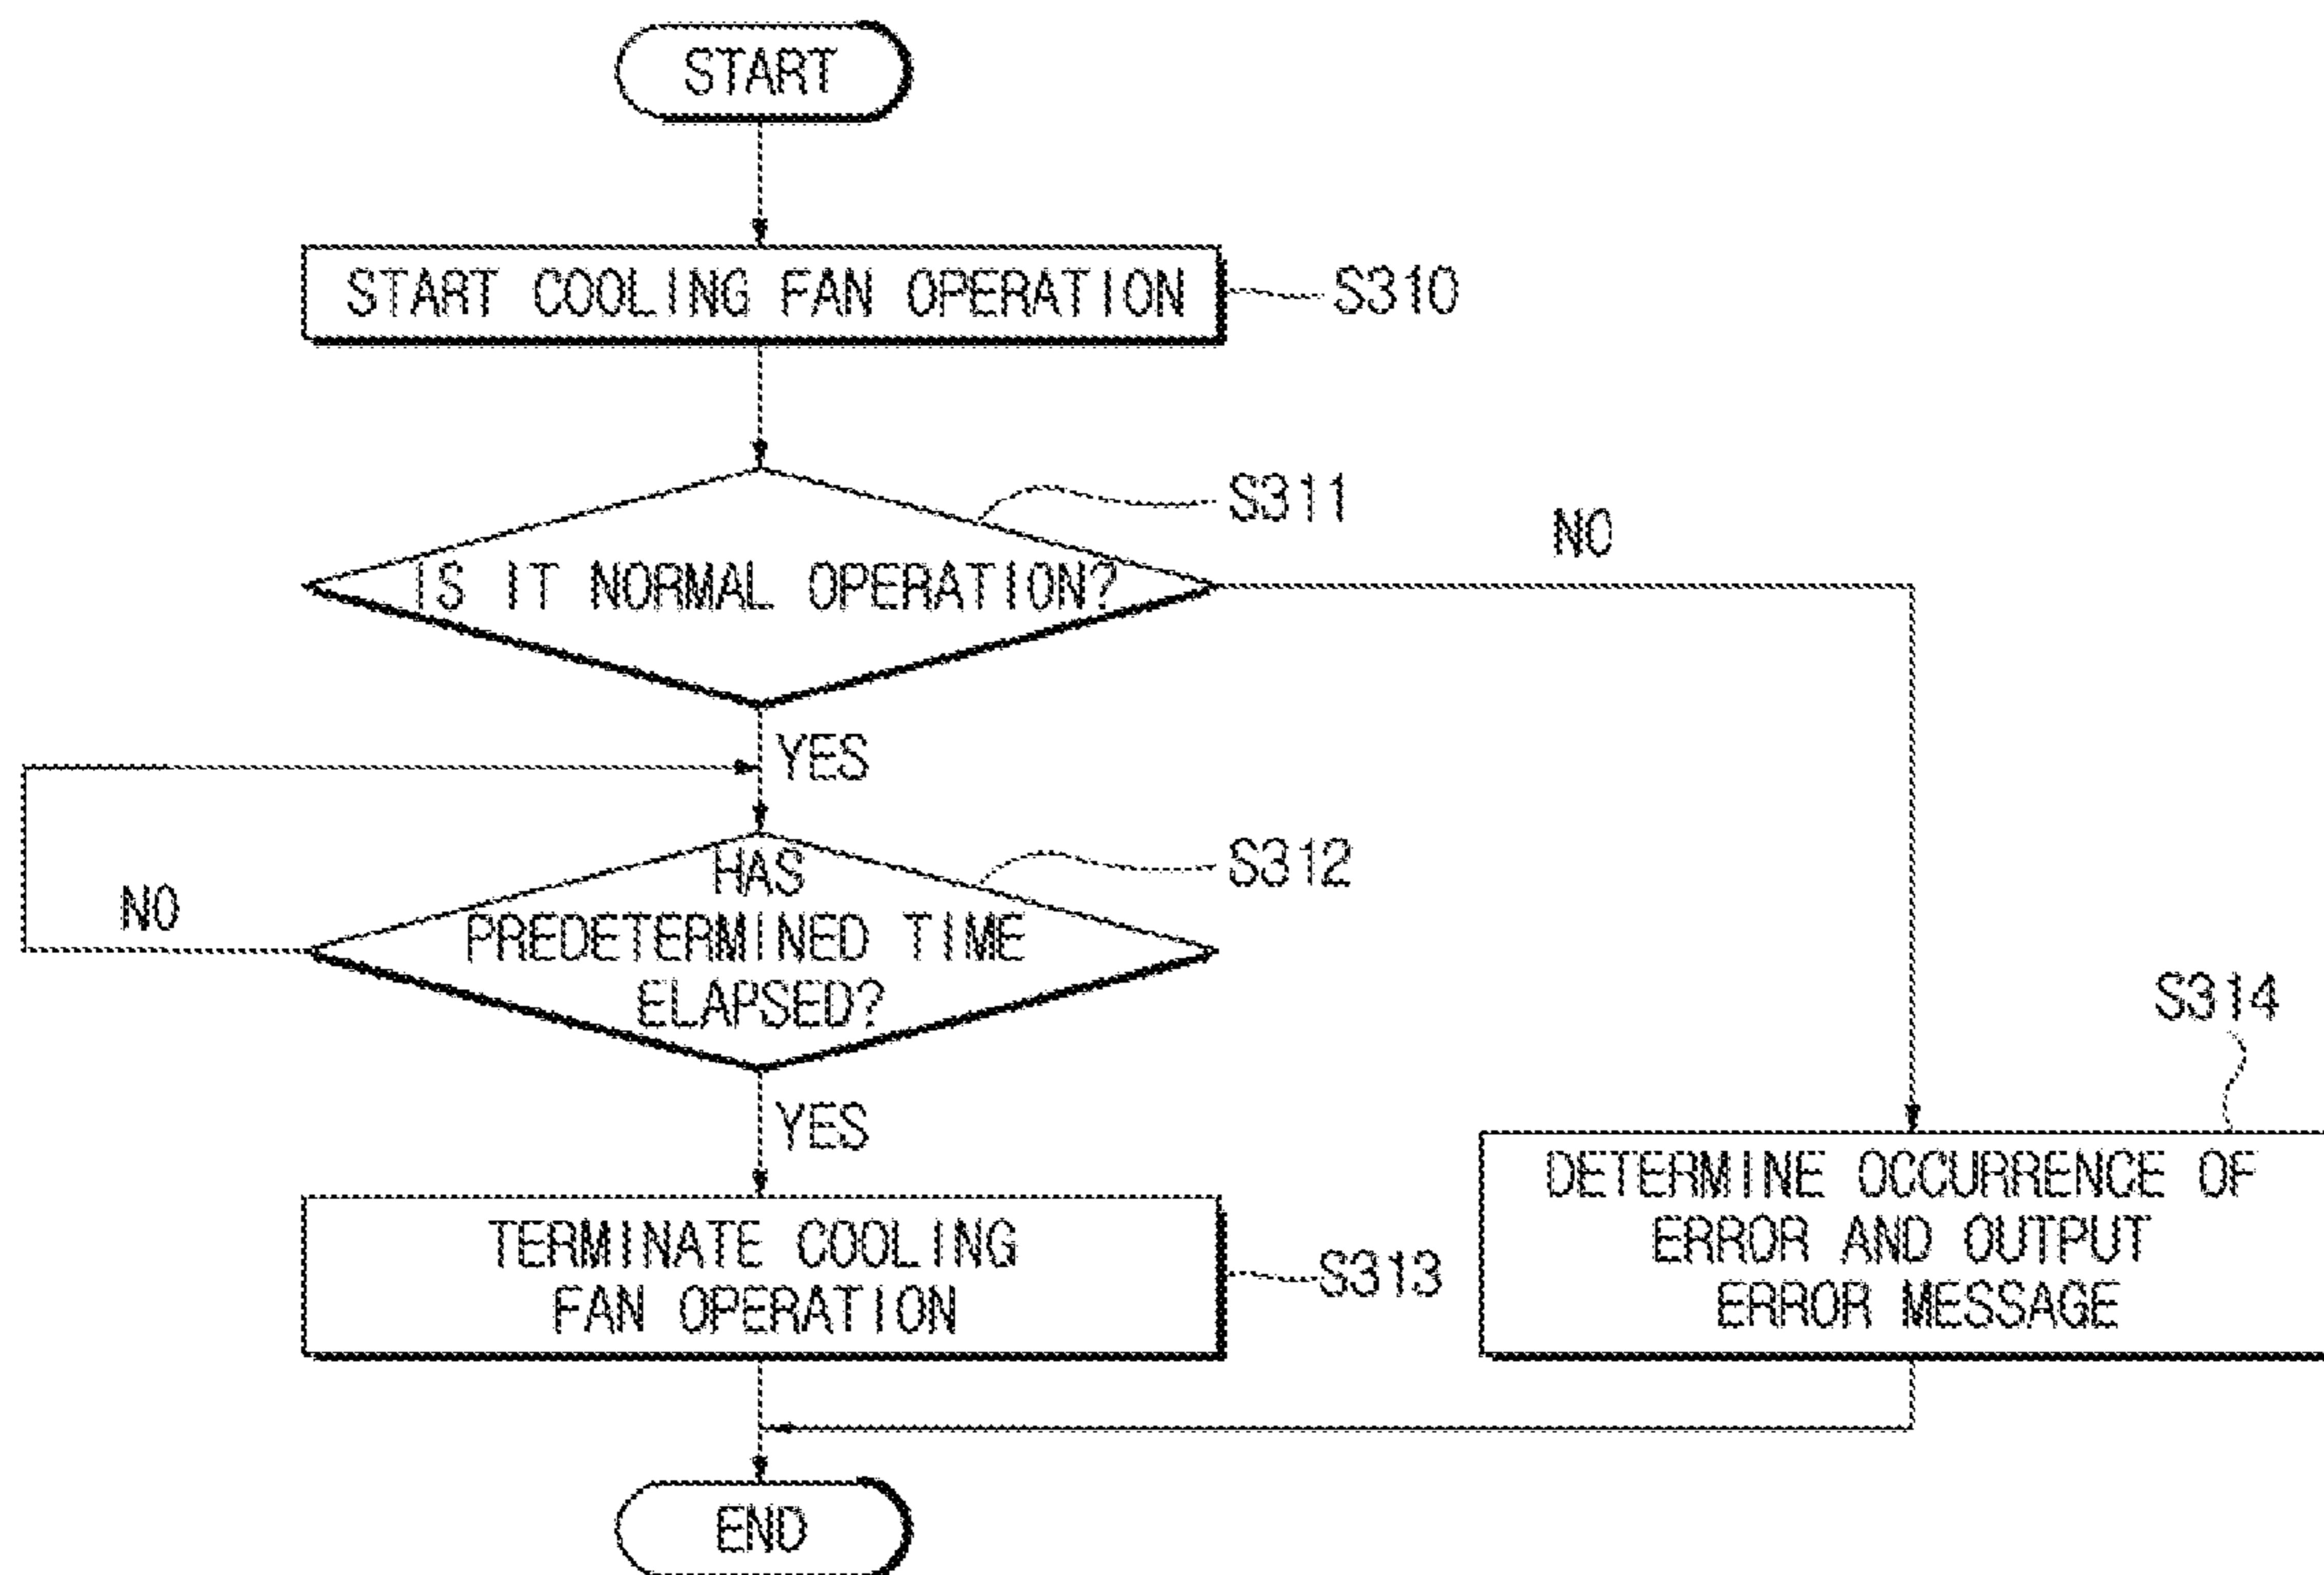 START
START COOLING FAN OPERATION
S310
S311
IS IT NORMAL OPERATION?
NO
YES
S312
HAS
PREDETERMINED TIME
ELAPSED?
NO
YES
S314
TERMINATE COOLING
FAN OPERATION
S313
DETERMINE OCCURRENCE OF
ERROR AND OUTPUT
ERROR MESSAGE
END